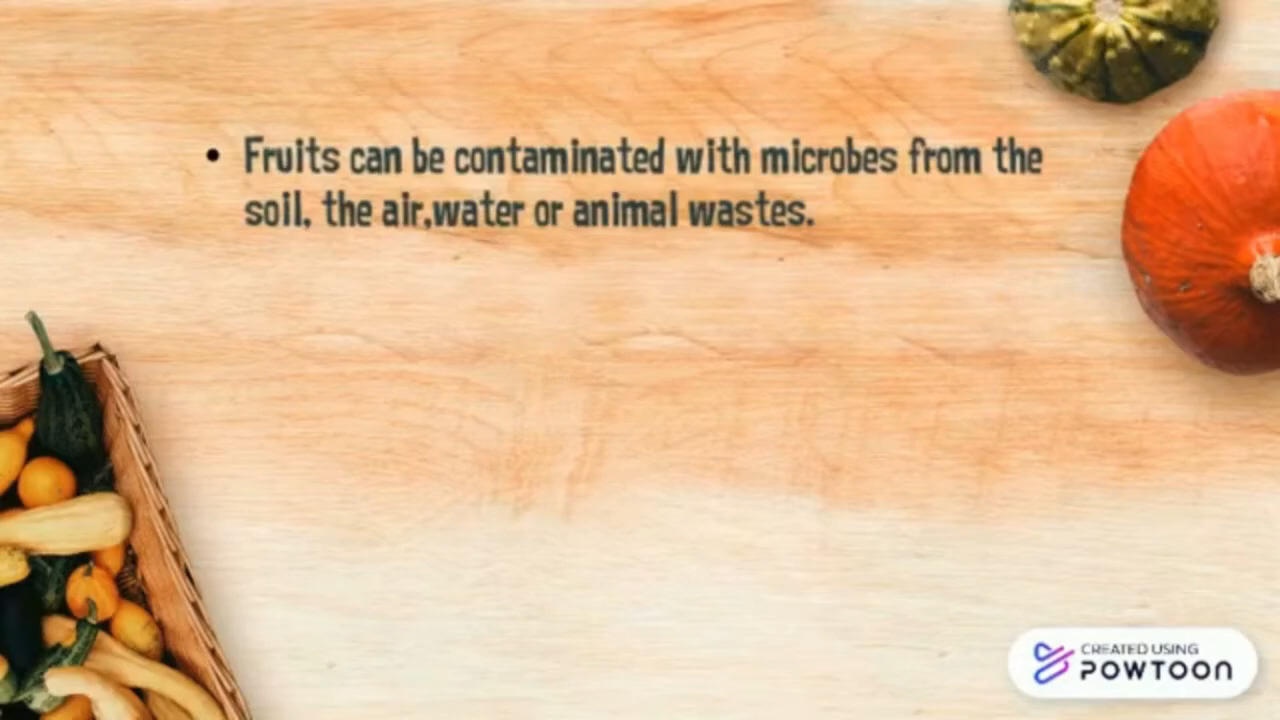 • Fruits can be contaminated with microbes from the
soil, the air,water or animal wastes.
CREATED USING
POWTOON